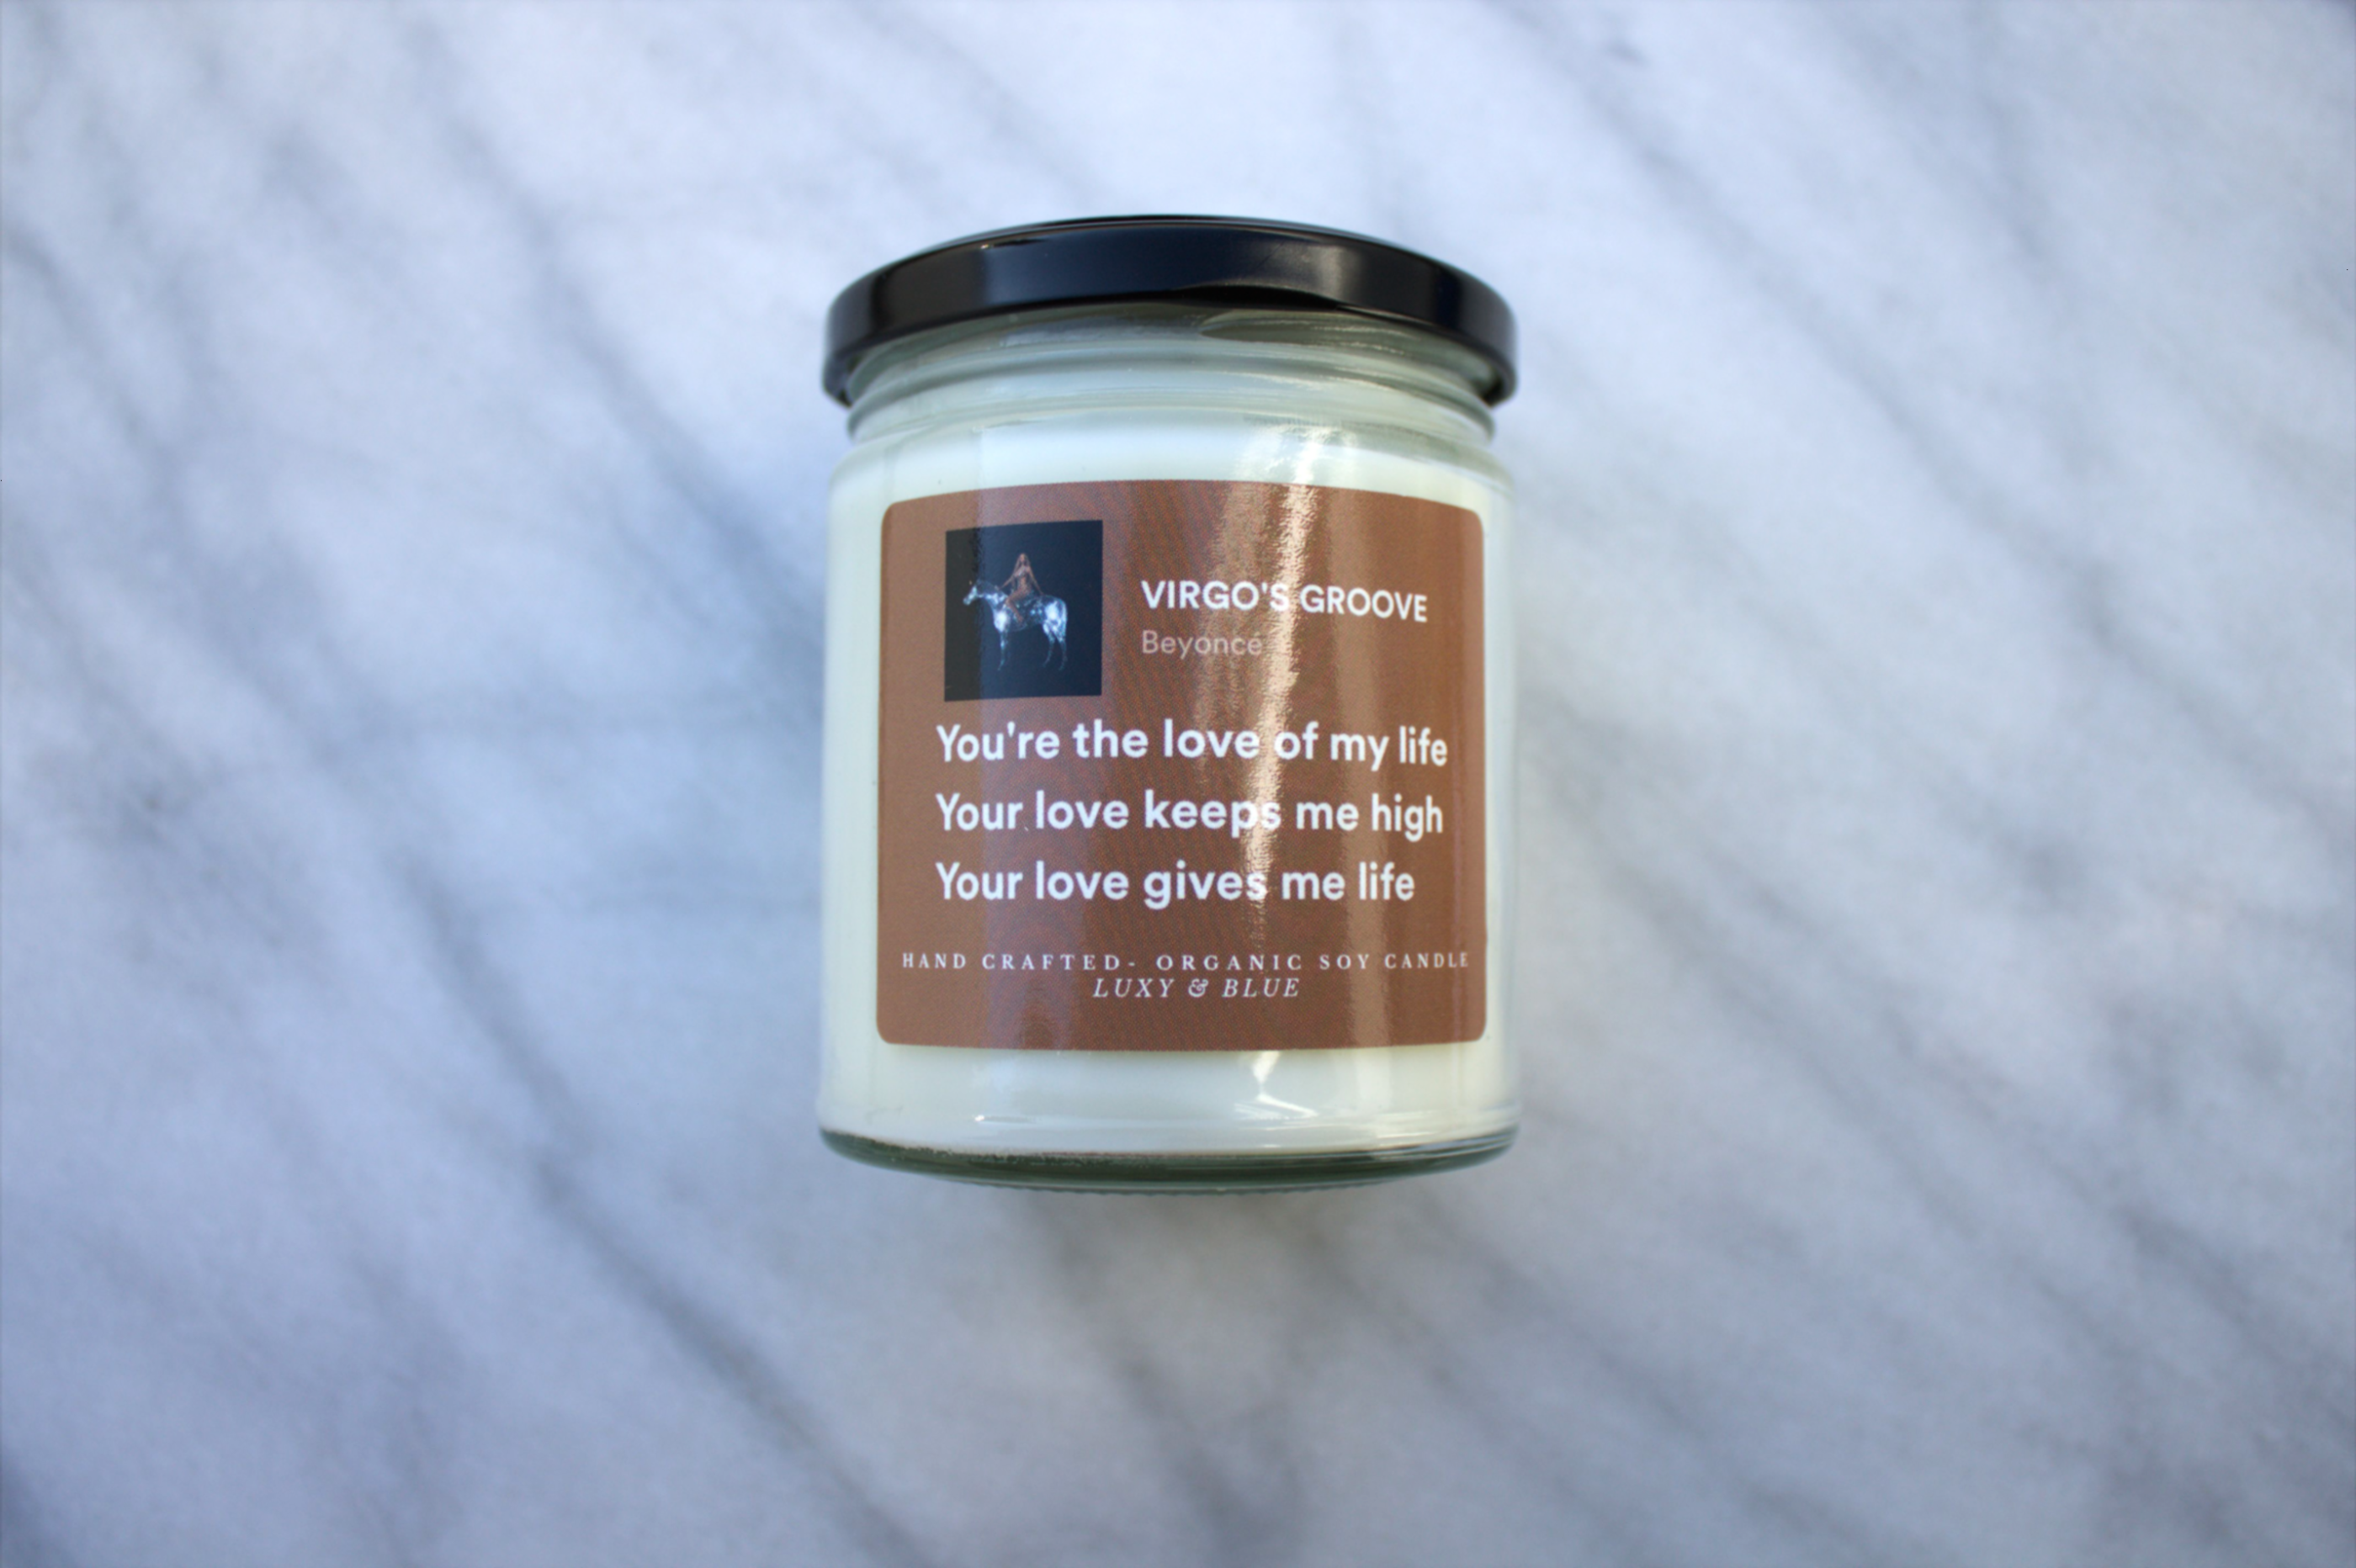 VIRGO'S GROOVE
Beyoncé
You're the love of my life
Your love keeps me high
Your love gives me life
HAND CRAFTED- ORGANIC SOY CANDLE
LUXY & BLUE